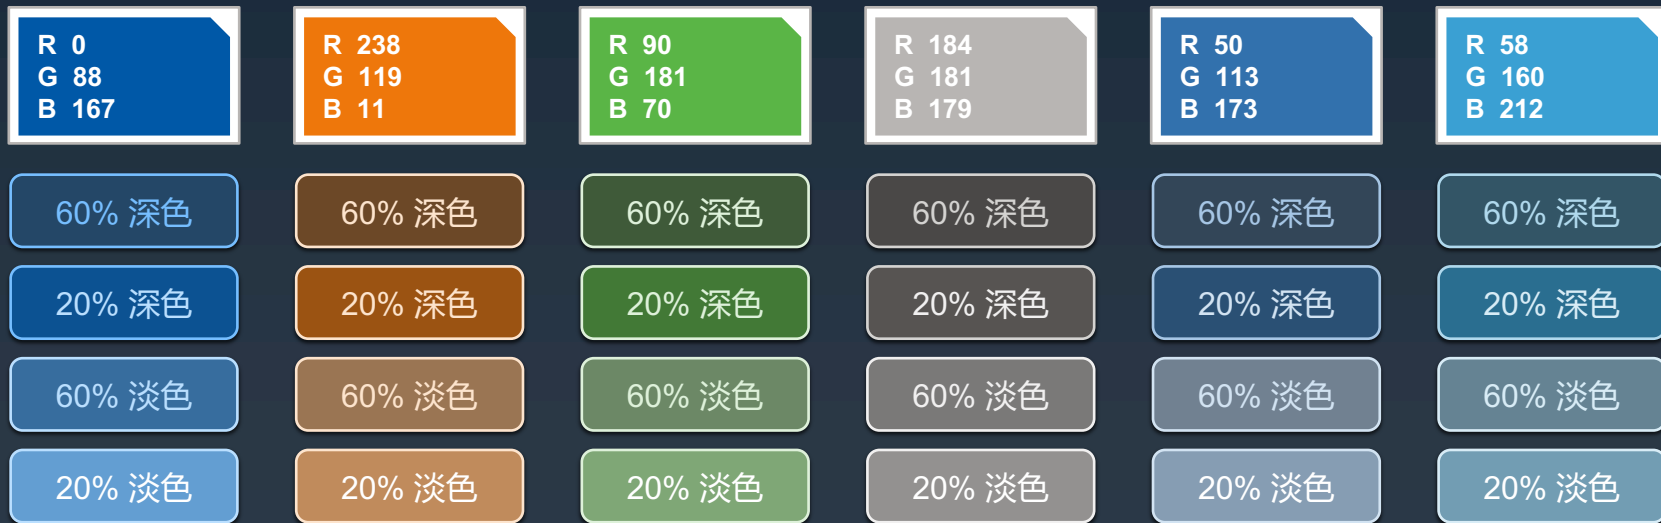 R 0
G 88
B 167
R 238
G 119
B 11
R 90
G 181
B 70
R 184
G 181
B 179
R 50
G 113
B 173
R 58
G 160
B 212
60% 深色
60% 深色
60% 深色
60% 深色
60% 深色
60% 深色
20% 深色
20% 深色
20% 深色
20% 深色
20% 深色
20% 深色
60% 淡色
60% 淡色
60% 淡色
60% 淡色
60% 淡色
60% 淡色
20% 淡色
20% 淡色
20% 淡色
20% 淡色
20% 淡色
20% 淡色